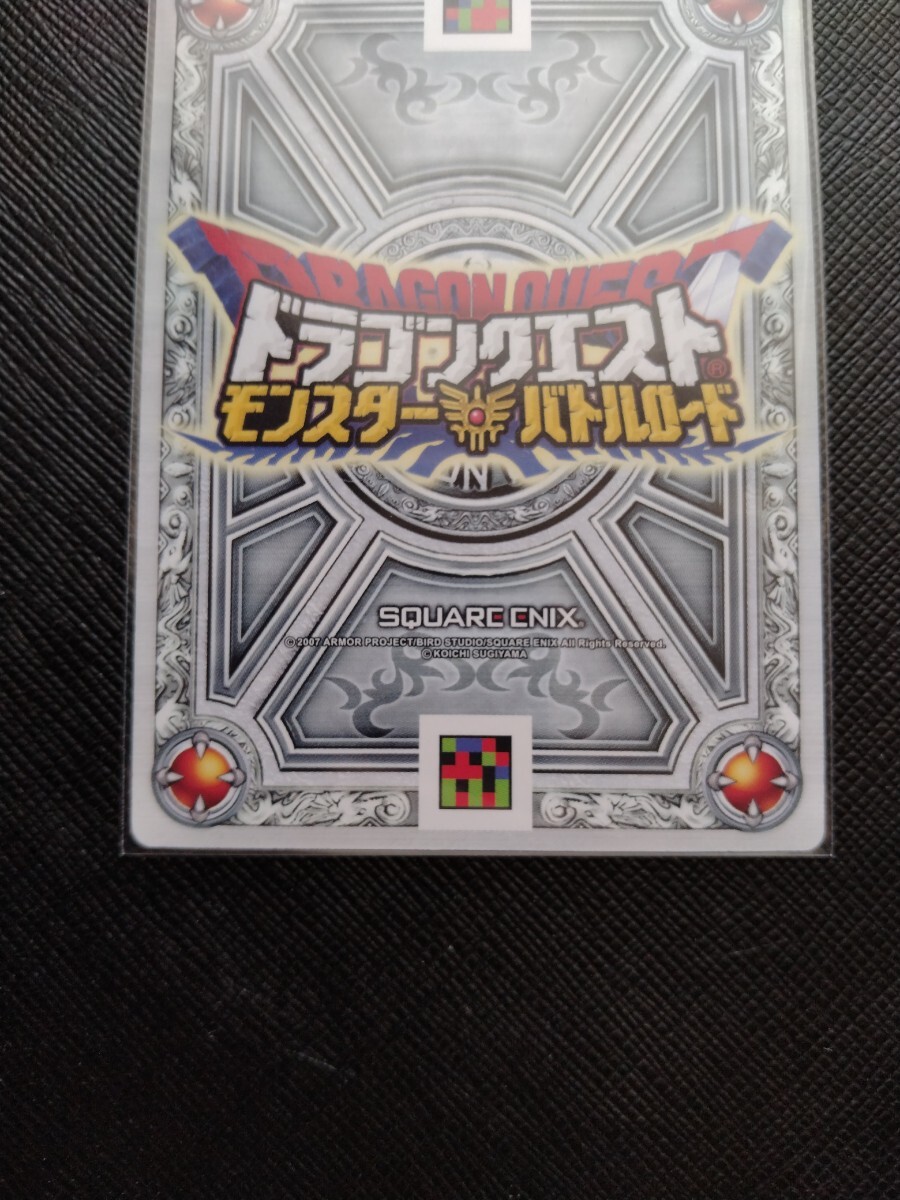 DRAGON QUEST
ドラゴンクエスト®
モンスター バトルロード
SQUARE ENIX®
©2007 ARMOR PROJECT/BIRD STUDIO/SQUARE ENIX All Rights Reserved.
©KOICHI SUGIYAMA